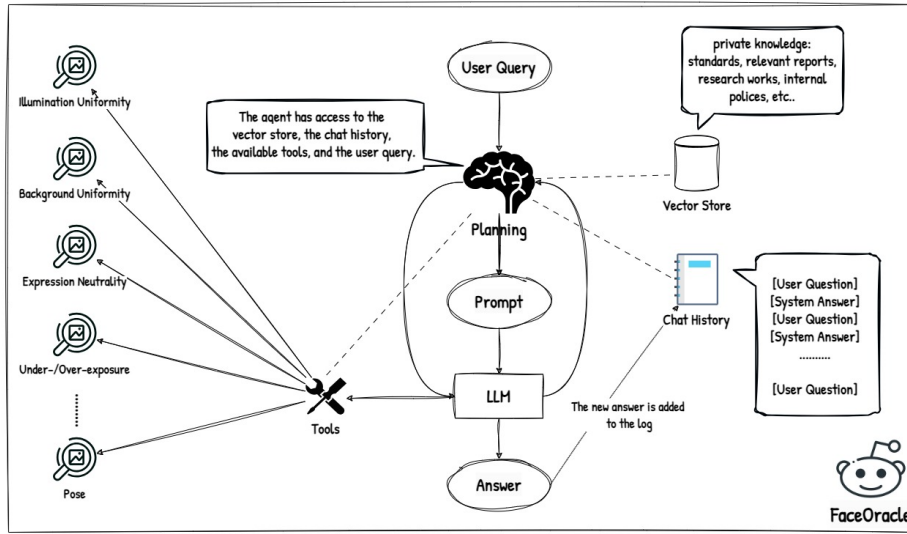 User Query
private knowledge:
standards, relevant reports,
research works, internal
polices, etc..
The agent has access to the
vector store, the chat history,
the available tools, and the user query.
Illumination Uniformity
Background Uniformity
Expression Neutrality
Under-/Over-exposure
Pose
Tools
Planning
Prompt
LLM
Answer
Vector Store
Chat History
The new answer is added
to the log
[User Question]
[System Answer]
[User Question]
[System Answer]
..........
[User Question]
FaceOracle